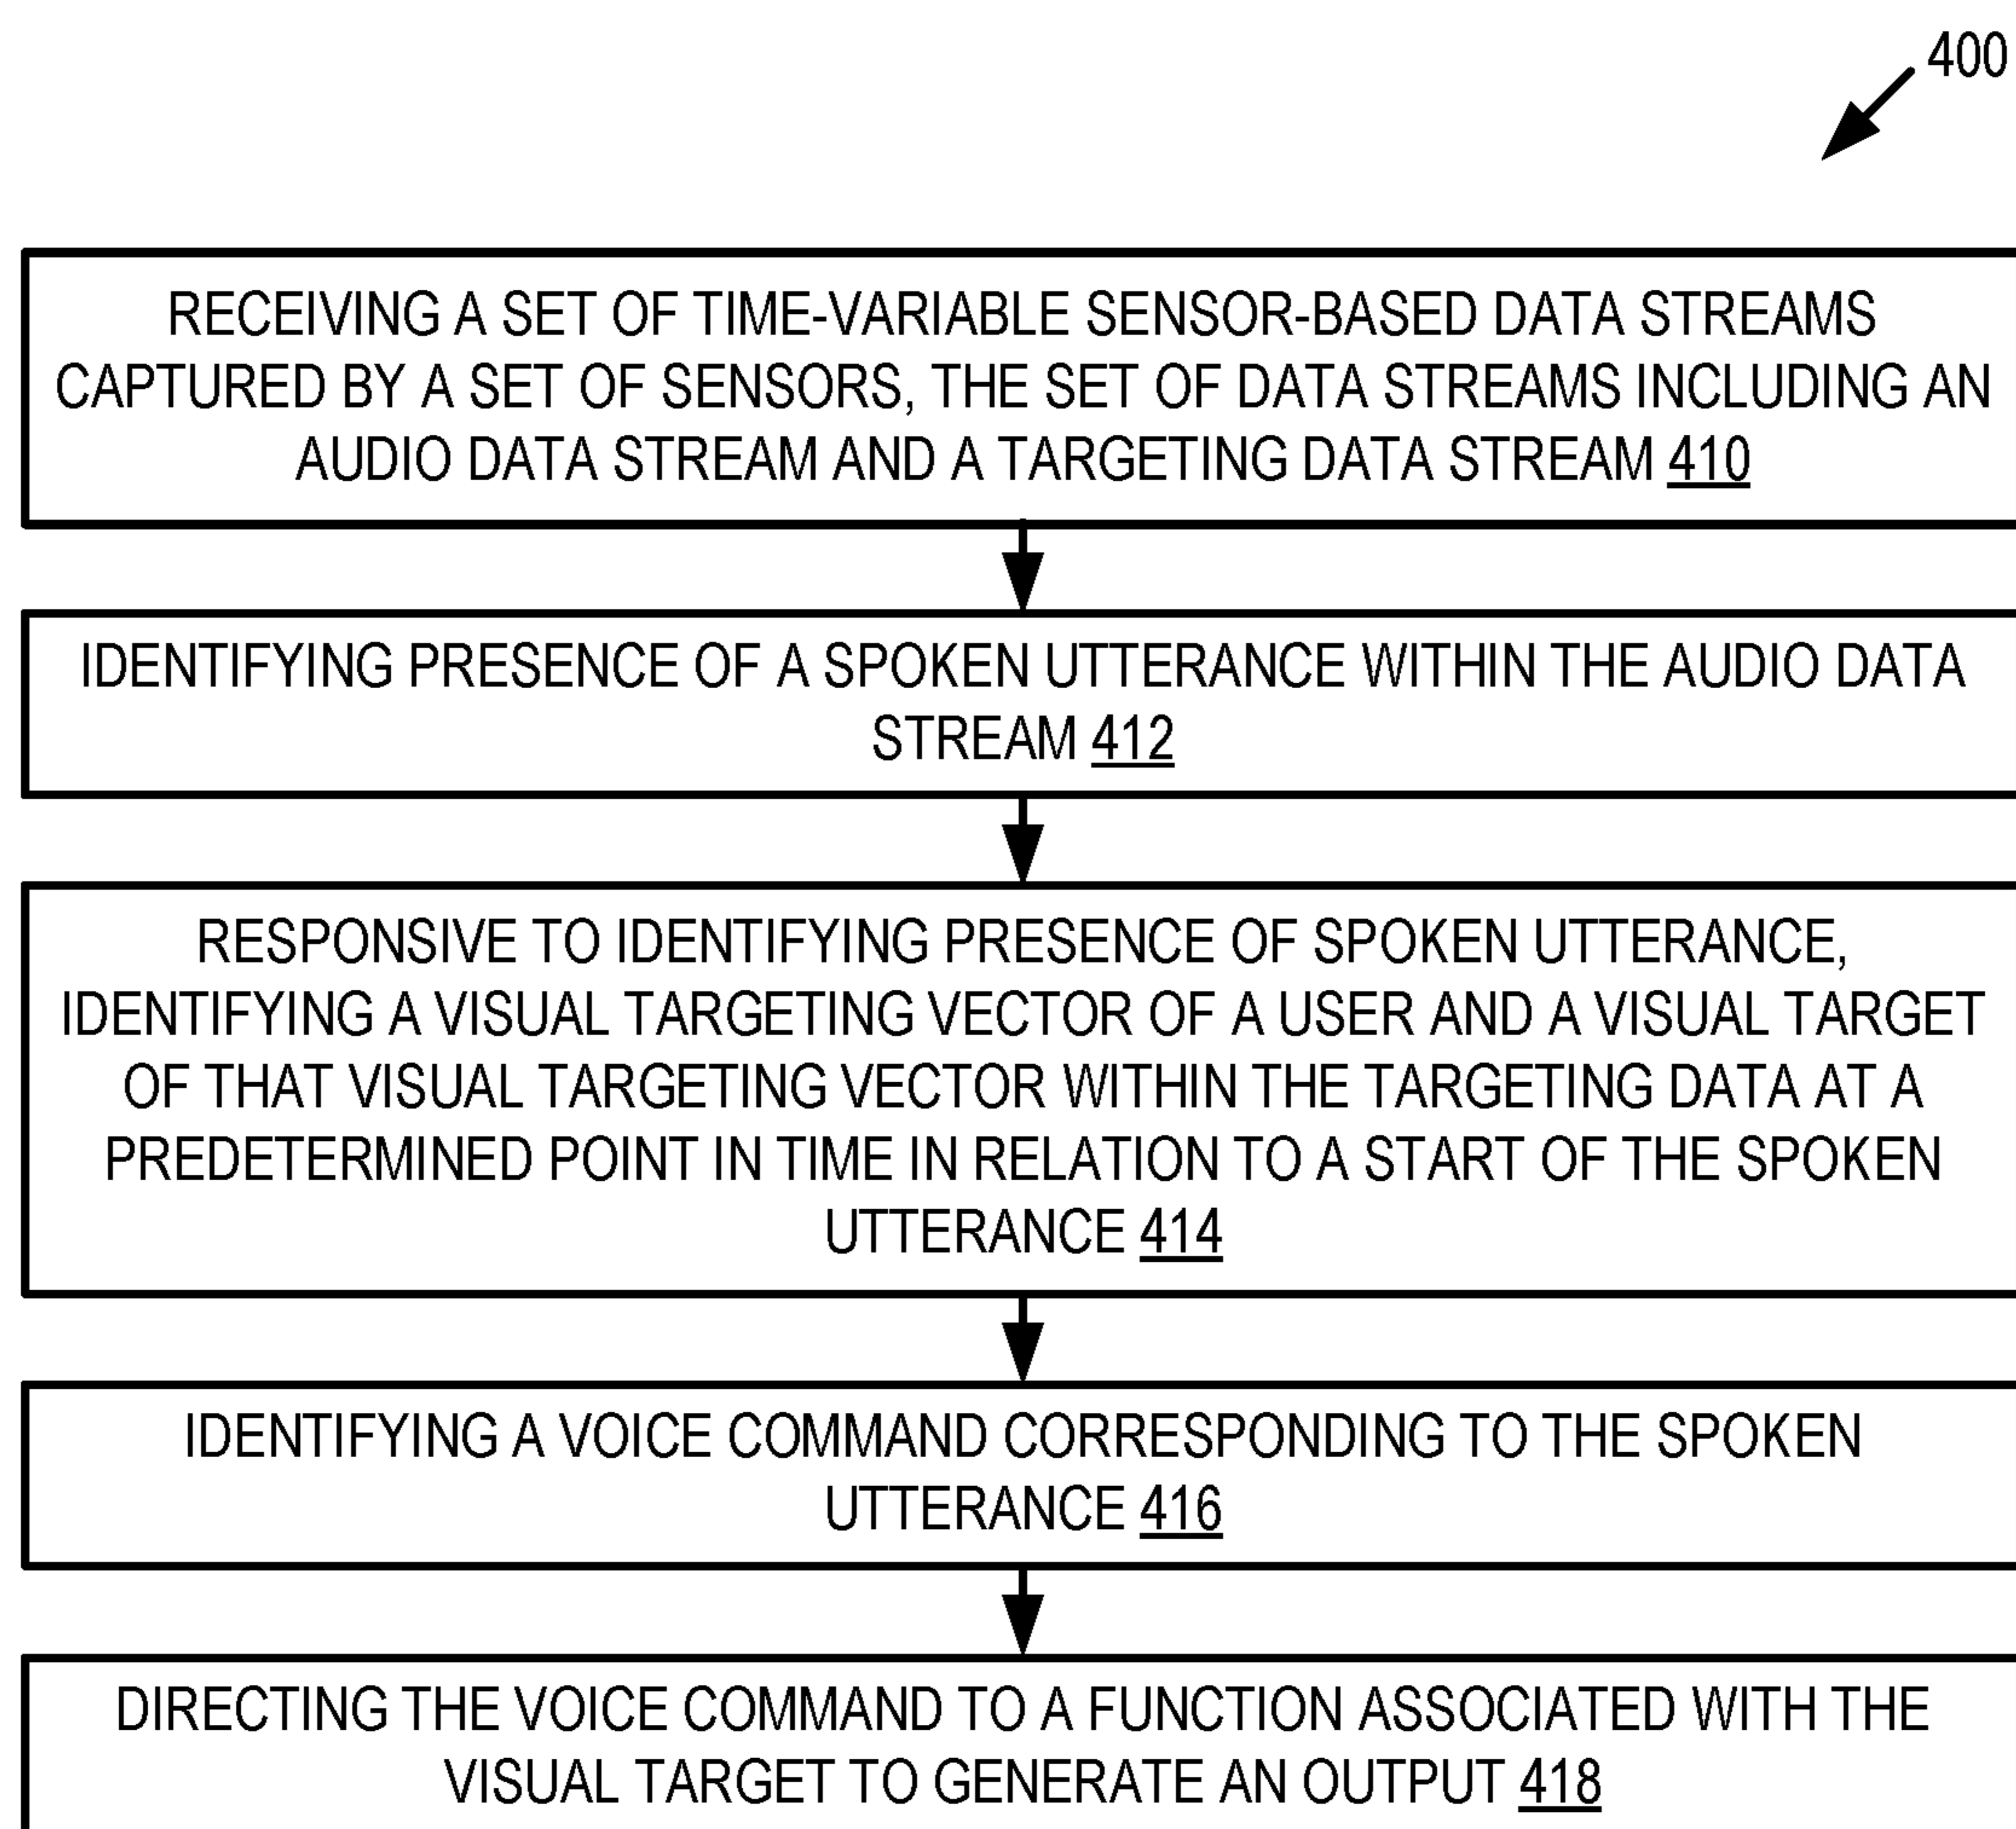 400
RECEIVING A SET OF TIME-VARIABLE SENSOR-BASED DATA STREAMS
CAPTURED BY A SET OF SENSORS, THE SET OF DATA STREAMS INCLUDING AN
AUDIO DATA STREAM AND A TARGETING DATA STREAM 410
IDENTIFYING PRESENCE OF A SPOKEN UTTERANCE WITHIN THE AUDIO DATA
STREAM 412
RESPONSIVE TO IDENTIFYING PRESENCE OF SPOKEN UTTERANCE,
IDENTIFYING A VISUAL TARGETING VECTOR OF A USER AND A VISUAL TARGET
OF THAT VISUAL TARGETING VECTOR WITHIN THE TARGETING DATA AT A
PREDETERMINED POINT IN TIME IN RELATION TO A START OF THE SPOKEN
UTTERANCE 414
IDENTIFYING A VOICE COMMAND CORRESPONDING TO THE SPOKEN
UTTERANCE 416
DIRECTING THE VOICE COMMAND TO A FUNCTION ASSOCIATED WITH THE
VISUAL TARGET TO GENERATE AN OUTPUT 418